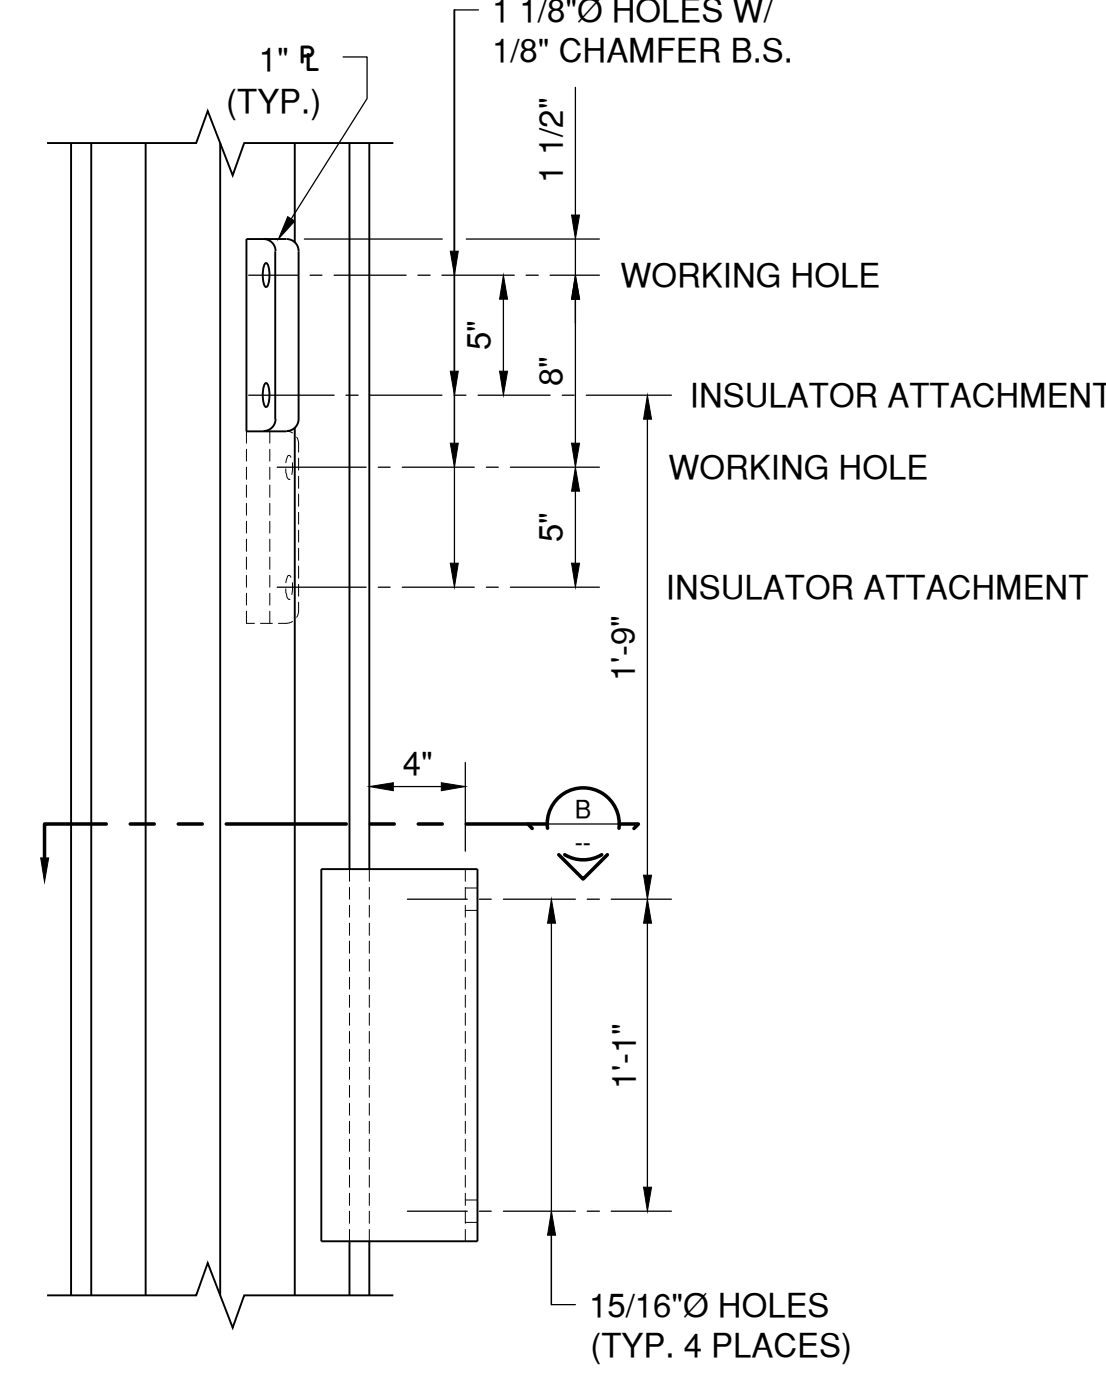 1 1/8"Ø HOLES W/
1/8" CHAMFER B.S.
1" ℄
(TYP.)
1 1/2"
WORKING HOLE
5"
8"
INSULATOR ATTACHMENT
WORKING HOLE
5"
INSULATOR ATTACHMENT
1'-9"
4"
B
--
1'-1"
15/16"Ø HOLES
(TYP. 4 PLACES)